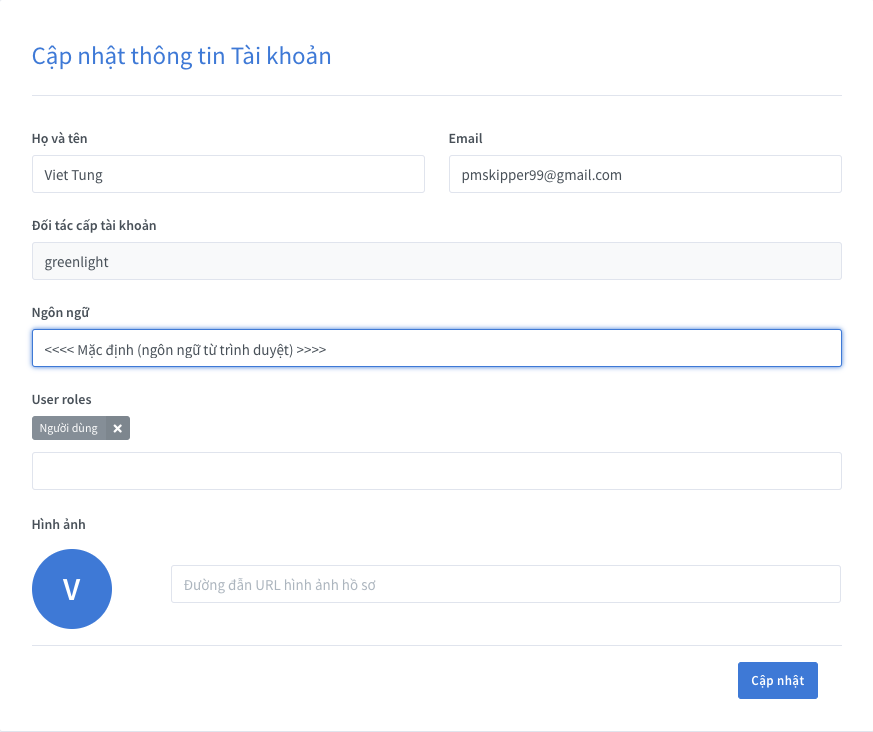 Cập nhật thông tin Tài khoản
Họ và tên
Email
Viet Tung
pmskipper99@gmail.com
Đối tác cấp tài khoản
greenlight
Ngôn ngữ
<<<< Mặc định (ngôn ngữ từ trình duyệt) >>>>
User roles
Người dùng ×
Hình ảnh
V
Đường đẫn URL hình ảnh hồ sơ
Cập nhật